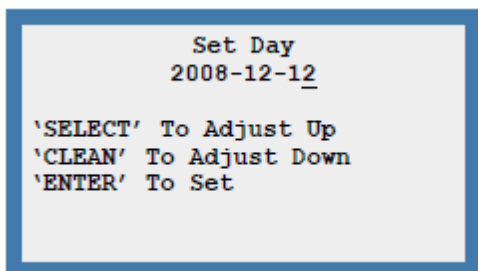 Set Day
2008-12-12
‘SELECT’ To Adjust Up
‘CLEAN’ To Adjust Down
‘ENTER’ To Set